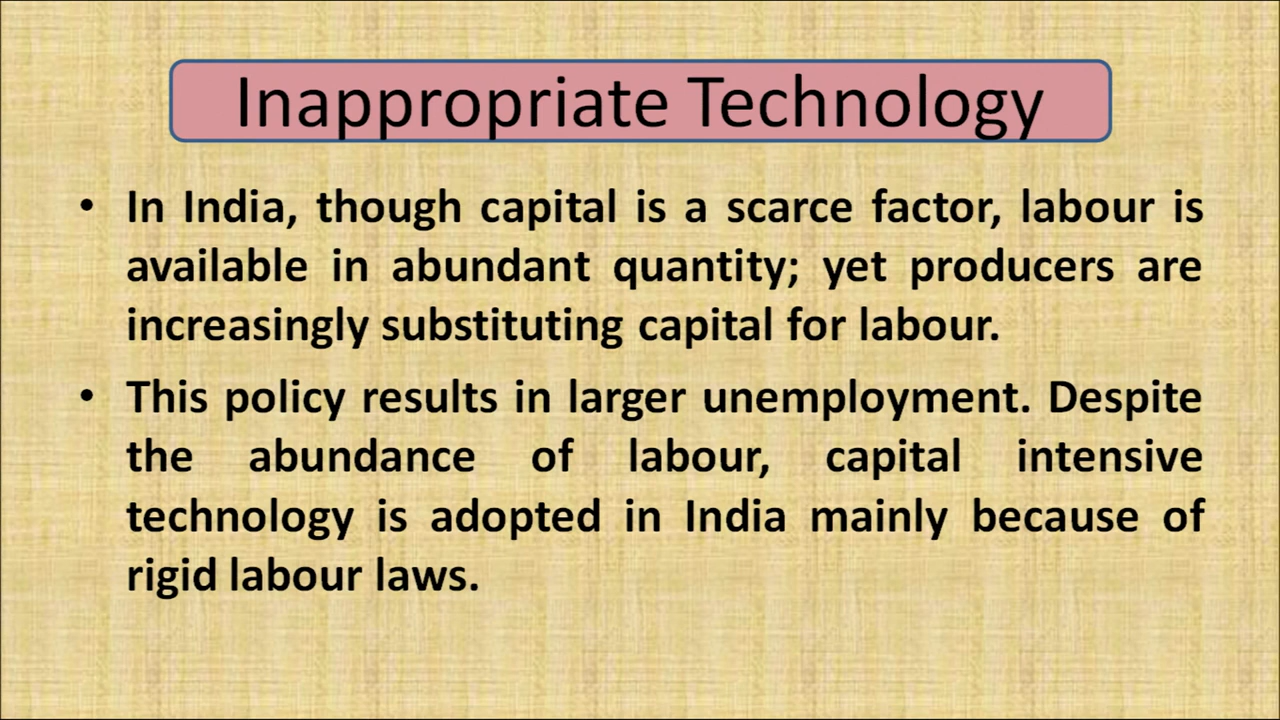 Inappropriate Technology
• In India, though capital is a scarce factor, labour is
available in abundant quantity; yet producers are
increasingly substituting capital for labour.
• This policy results in larger unemployment. Despite
the abundance of labour, capital intensive
technology is adopted in India mainly because of
rigid labour laws.